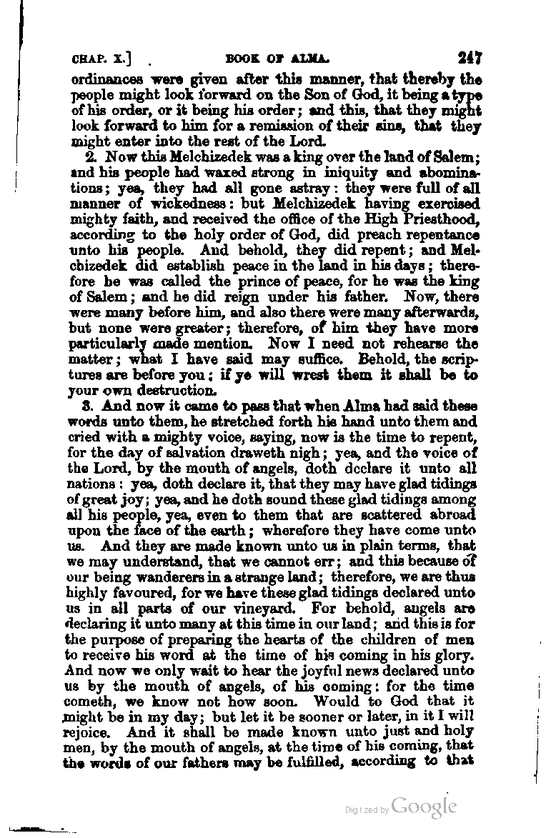 CHAP. X.] BOOK OF ALMA. 247
ordinances were given after this manner, that thereby the
people might look forward on the Son of God, it being a type
of his order, or it being his order; and this, that they might
look forward to him for a remission of their sins, that they
might enter into the rest of the Lord.
2. Now this Melchizedek was a king over the land of Salem;
and his people had waxed strong in iniquity and abomina-
tions; yea, they had all gone astray: they were full of all
manner of wickedness: but Melchizedek having exercised
mighty faith, and received the office of the High Priesthood,
according to the holy order of God, did preach repentance
unto his people. And behold, they did repent; and Mel-
chizedek did establish peace in the land in his days; there-
fore he was called the prince of peace, for he was the king
of Salem; and he did reign under his father. Now, there
were many before him, and also there were many afterwards,
but none were greater; therefore, of him they have more
particularly made mention. Now I need not rehearse the
matter; what I have said may suffice. Behold, the scrip-
tures are before you; if ye will wrest them it shall be to
your own destruction.
3. And now it came to pass that when Alma had said these
words unto them, he stretched forth his hand unto them and
cried with a mighty voice, saying, now is the time to repent,
for the day of salvation draweth nigh; yea, and the voice of
the Lord, by the mouth of angels, doth declare it unto all
nations: yea, doth declare it, that they may have glad tidings
of great joy; yea, and he doth sound these glad tidings among
all his people, yea, even to them that are scattered abroad
upon the face of the earth; wherefore they have come unto
us. And they are made known unto us in plain terms, that
we may understand, that we cannot err; and this because of
our being wanderers in a strange land; therefore, we are thus
highly favoured, for we have these glad tidings declared unto
us in all parts of our vineyard. For behold, angels are
declaring it unto many at this time in our land; and this is for
the purpose of preparing the hearts of the children of men
to receive his word at the time of his coming in his glory.
And now we only wait to hear the joyful news declared unto
us by the mouth of angels, of his coming: for the time
cometh, we know not how soon. Would to God that it
might be in my day; but let it be sooner or later, in it I will
rejoice. And it shall be made known unto just and holy
men, by the mouth of angels, at the time of his coming, that
the words of our fathers may be fulfilled, according to that
Digitized by Google